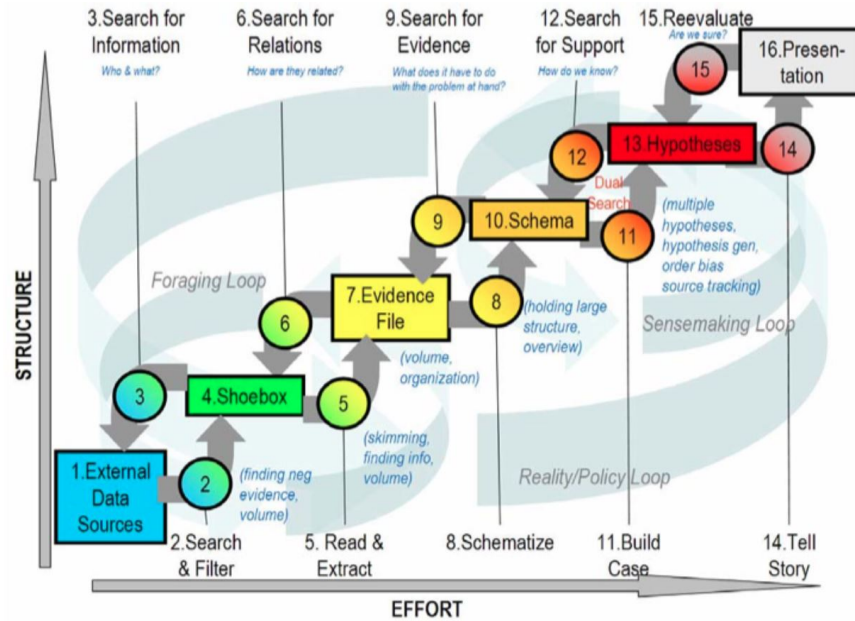 3.Search for
Information
Who & what?
6.Search for
Relations
How are they related?
9.Search for
Evidence
What does it have to do
with the problem at hand?
12.Search
for Support
How do we know?
15.Reevaluate
Are we sure?
16.Presen-
tation
15
14
13.Hypotheses
12
Dual
Search
11
(multiple
hypotheses,
hypothesis gen,
order bias
source tracking)
10.Schema
9
8
(holding large
structure,
overview)
Foraging Loop
Sensemaking Loop
7.Evidence
File
6
(volume,
organization)
4.Shoebox
3
5
(skimming,
finding info,
volume)
1.External
Data
Sources
2
(finding neg
evidence,
volume)
Reality/Policy Loop
2.Search
& Filter
5. Read &
Extract
8.Schematize
11.Build
Case
14.Tell
Story
STRUCTURE
EFFORT